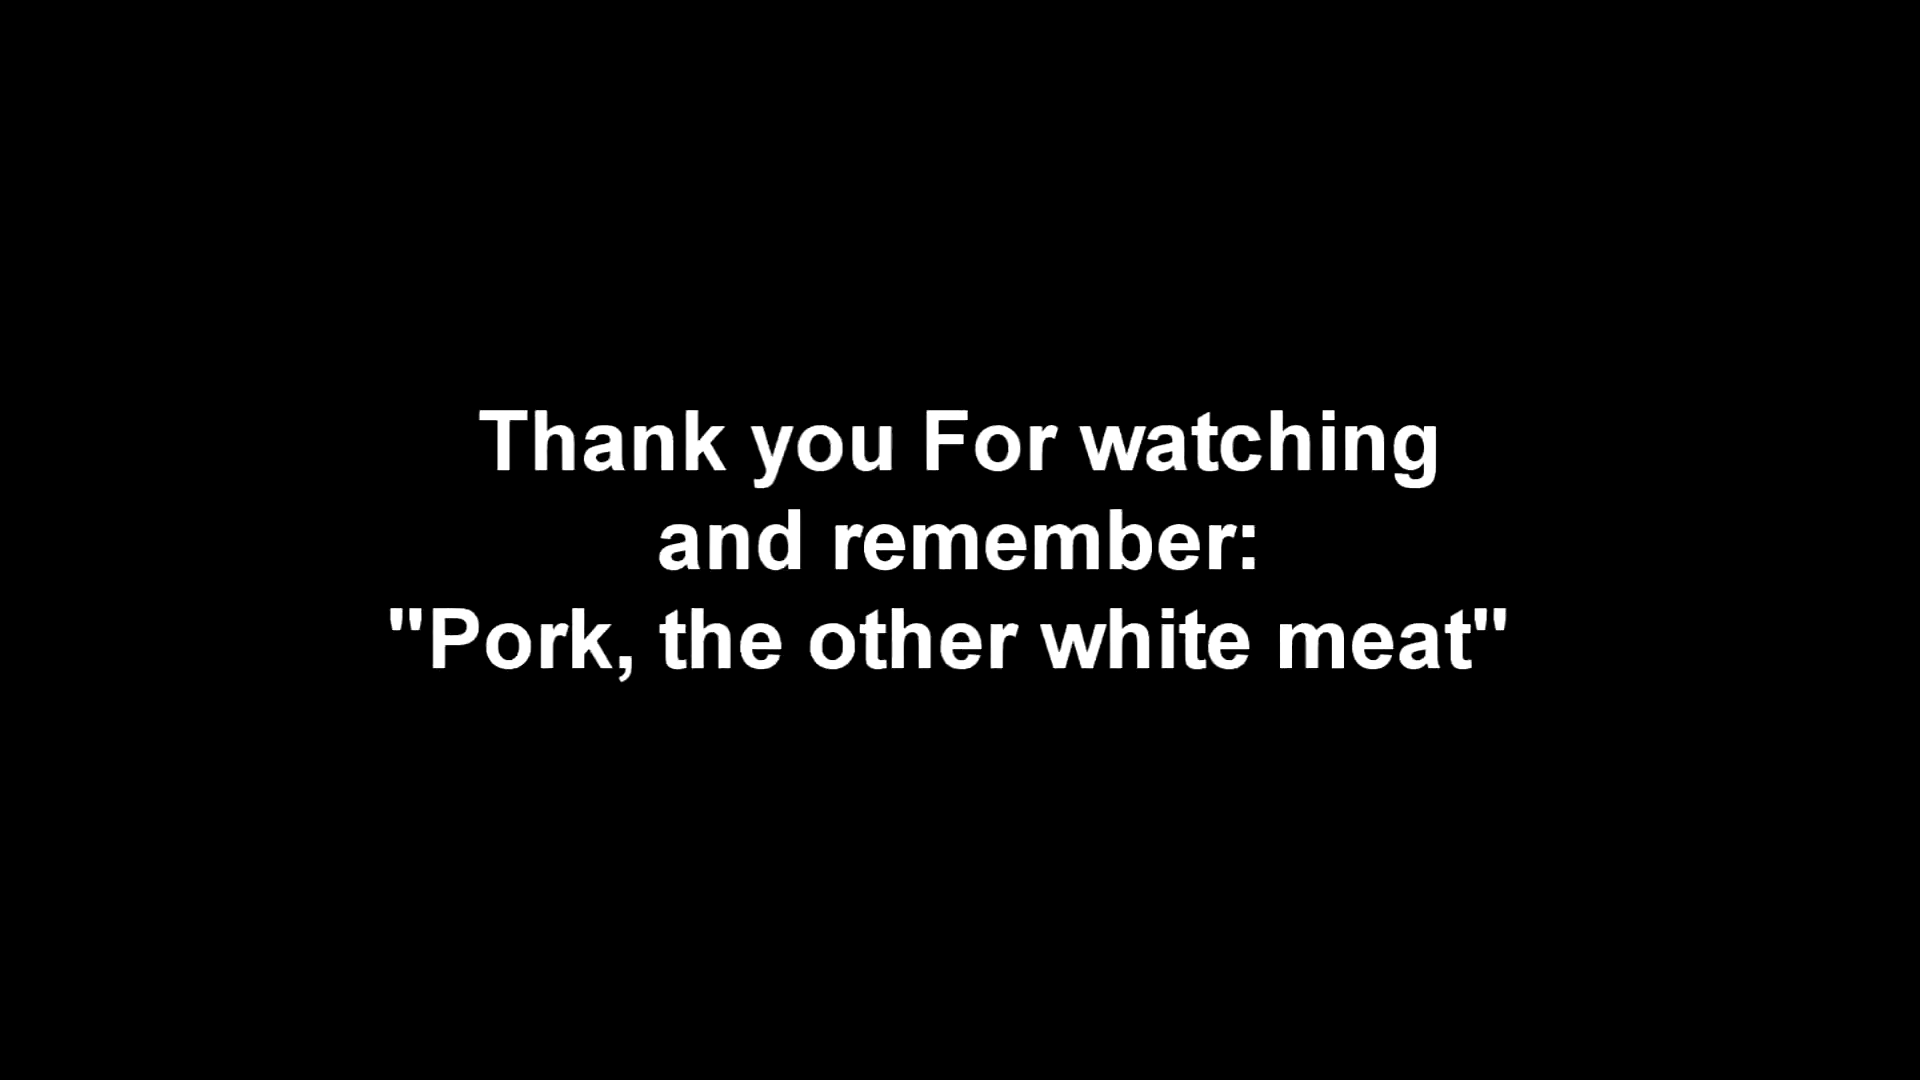 Thank you For watching
and remember:
"Pork, the other white meat"